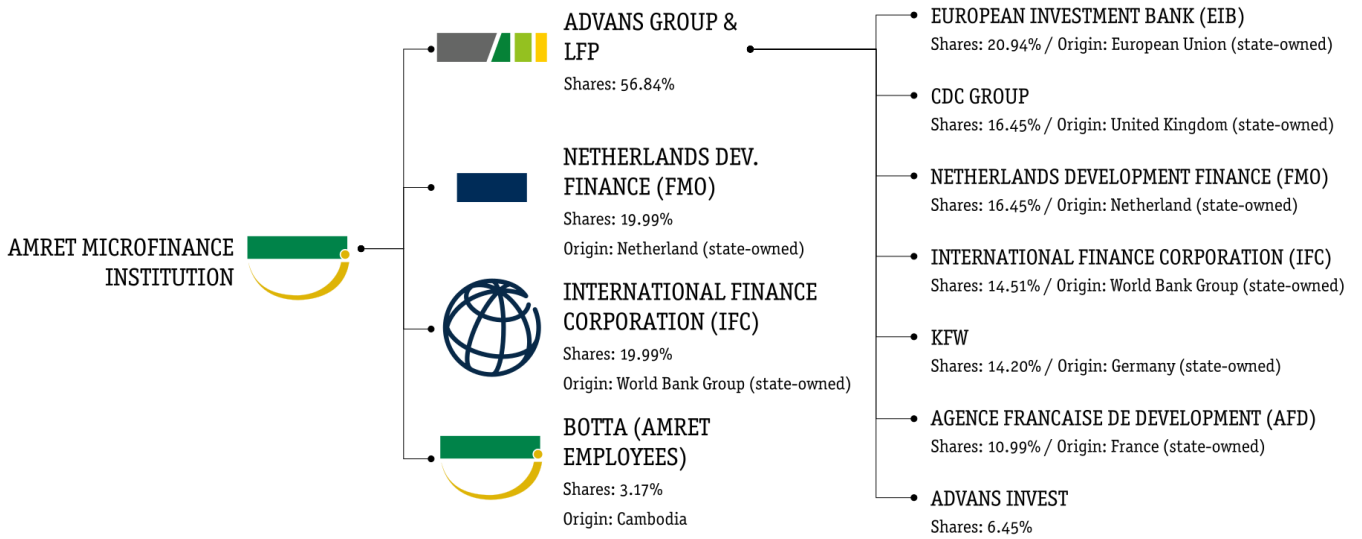 AMRET MICROFINANCE
INSTITUTION
ADVANS GROUP &
LFP
Shares: 56.84%
NETHERLANDS DEV.
FINANCE (FMO)
Shares: 19.99%
Origin: Netherland (state-owned)
INTERNATIONAL FINANCE
CORPORATION (IFC)
Shares: 19.99%
Origin: World Bank Group (state-owned)
BOTTA (AMRET
EMPLOYEES)
Shares: 3.17%
Origin: Cambodia
EUROPEAN INVESTMENT BANK (EIB)
Shares: 20.94% / Origin: European Union (state-owned)
CDC GROUP
Shares: 16.45% / Origin: United Kingdom (state-owned)
NETHERLANDS DEVELOPMENT FINANCE (FMO)
Shares: 16.45% / Origin: Netherland (state-owned)
INTERNATIONAL FINANCE CORPORATION (IFC)
Shares: 14.51% / Origin: World Bank Group (state-owned)
KFW
Shares: 14.20% / Origin: Germany (state-owned)
AGENCE FRANCAISE DE DEVELOPMENT (AFD)
Shares: 10.99% / Origin: France (state-owned)
ADVANS INVEST
Shares: 6.45%